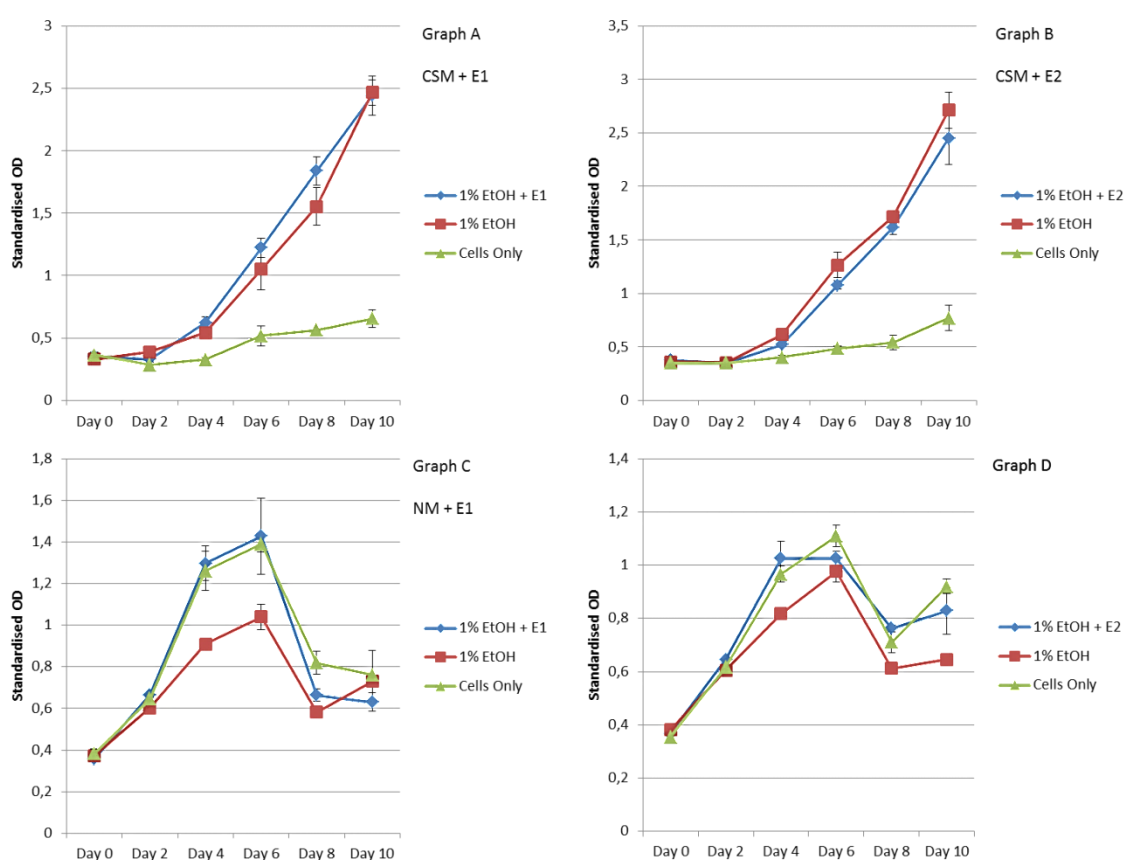 Graph A
CSM + E1
Standardised OD
3
2,5
2
1,5
1
0,5
0
Day 0 Day 2 Day 4 Day 6 Day 8 Day 10
1% EtOH + E1
1% EtOH
Cells Only
Graph B
CSM + E2
Standardised OD
3,5
3
2,5
2
1,5
1
0,5
0
Day 0 Day 2 Day 4 Day 6 Day 8 Day 10
1% EtOH + E2
1% EtOH
Cells Only
Graph C
NM + E1
Standardised OD
1,8
1,6
1,4
1,2
1
0,8
0,6
0,4
0,2
0
Day 0 Day 2 Day 4 Day 6 Day 8 Day 10
1% EtOH + E1
1% EtOH
Cells Only
Graph D
Standardised OD
1,4
1,2
1
0,8
0,6
0,4
0,2
0
Day 0 Day 2 Day 4 Day 6 Day 8 Day 10
1% EtOH + E2
1% EtOH
Cells Only